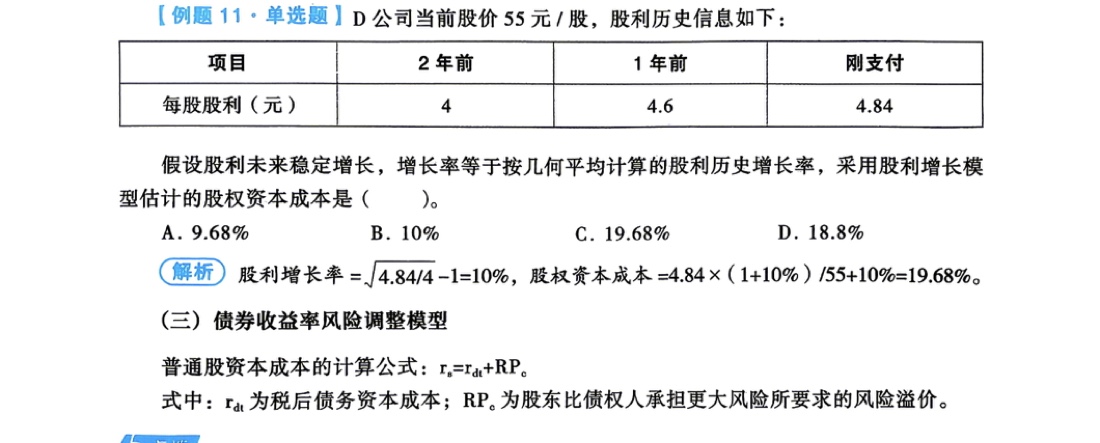 【例题 11·单选题】D 公司当前股价 55 元 / 股，股利历史信息如下：
项目 2 年前 1 年前 刚支付
每股股利（元） 4 4.6 4.84
假设股利未来稳定增长，增长率等于按几何平均计算的股利历史增长率，采用股利增长模
型估计的股权资本成本是（ ）。
A. 9.68% B. 10% C. 19.68% D. 18.8%
解析 股利增长率 =√4.84/4 -1=10%，股权资本成本 =4.84×（1+10%）/55+10%=19.68%。
（三）债券收益率风险调整模型
普通股资本成本的计算公式：rₛ=r_dt+RP_c
式中：r_dt 为税后债务资本成本；RP_c 为股东比债权人承担更大风险所要求的风险溢价。